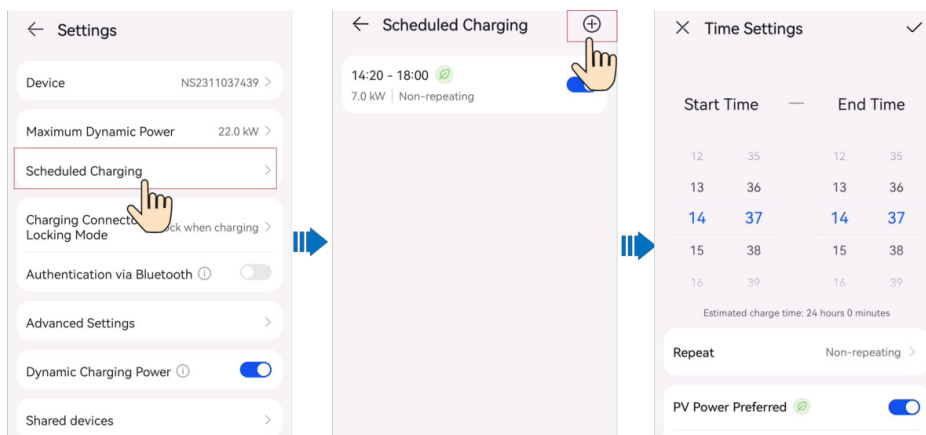 Settings
Device NS2311037439
Maximum Dynamic Power 22.0 kW
Scheduled Charging
Charging Connecto ck when charging
Locking Mode
Authentication via Bluetooth
Advanced Settings
Dynamic Charging Power
Shared devices
Scheduled Charging
14:20 - 18:00
7.0 kW | Non-repeating
Time Settings
Start Time — End Time
12 35 12 35
13 36 13 36
14 37 14 37
15 38 15 38
16 39 16 39
Estimated charge time: 24 hours 0 minutes
Repeat Non-repeating
PV Power Preferred